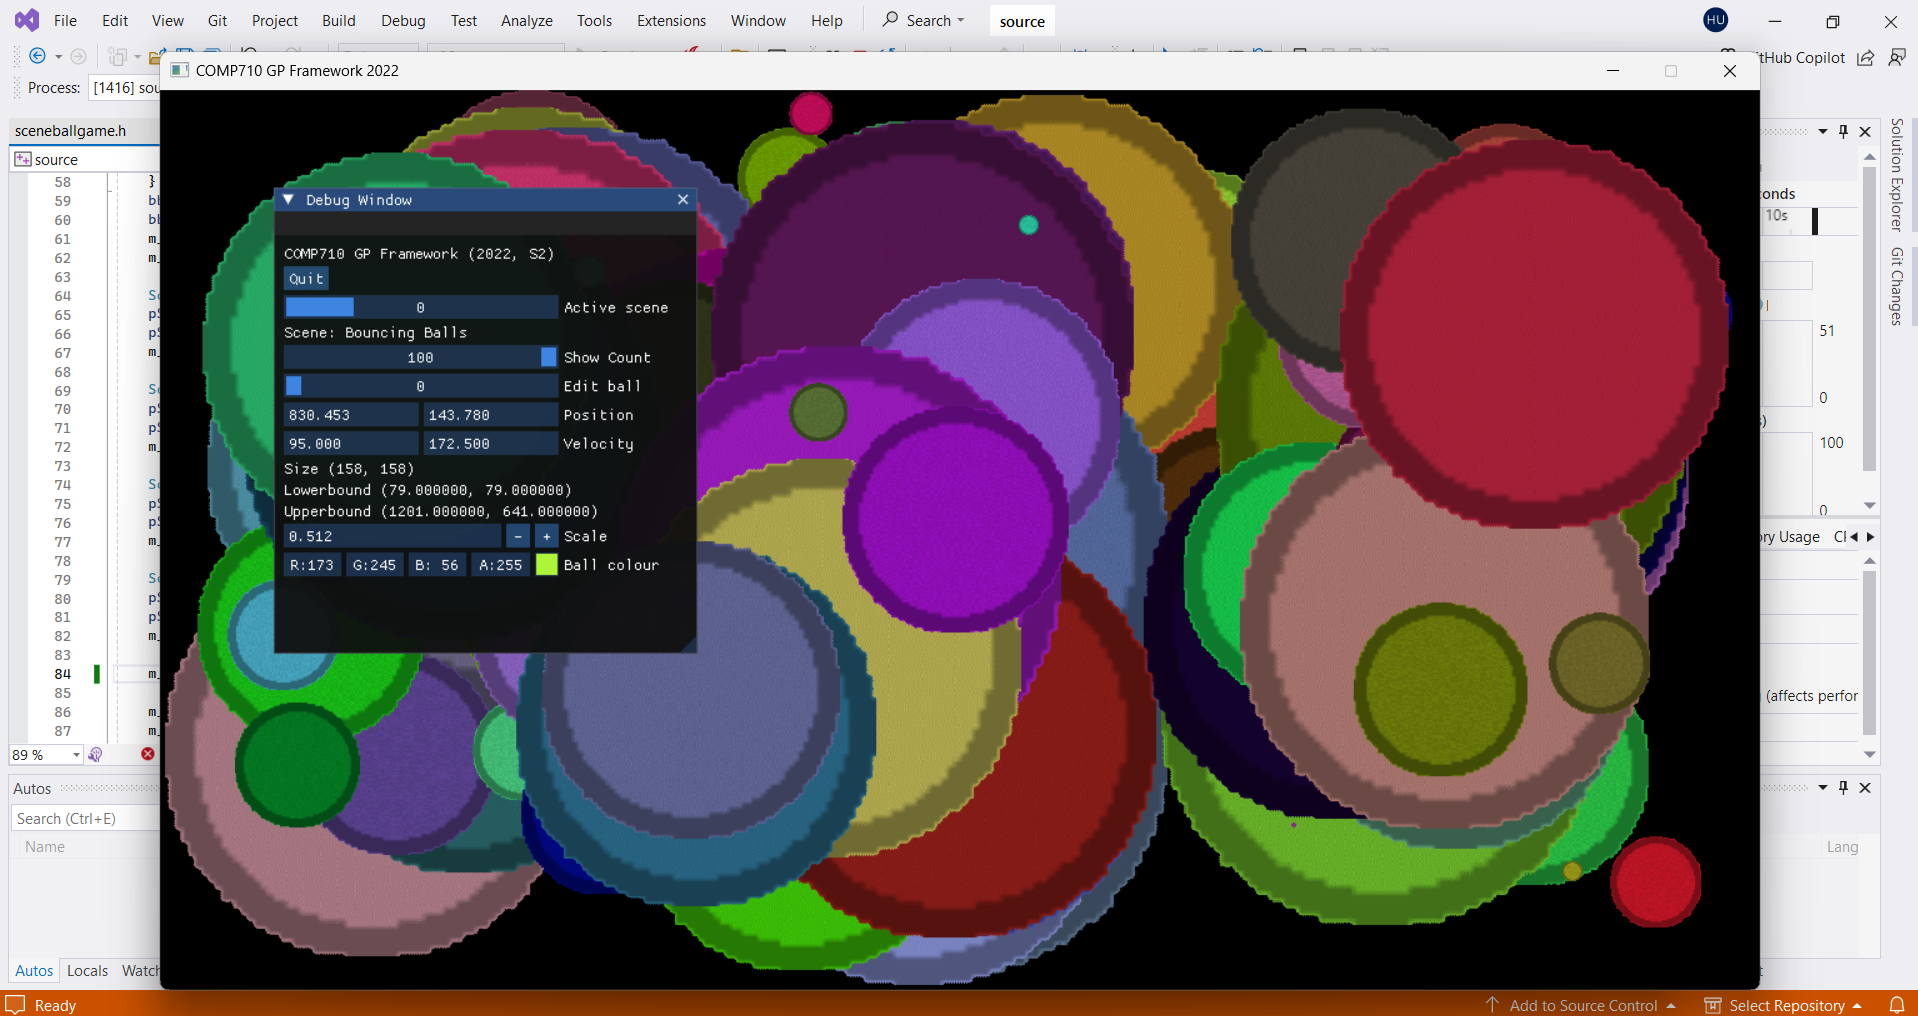 File Edit View Git Project Build Debug Test Analyze Tools Extensions Window Help Search source HU
Process: [1416] sou
COMP710 GP Framework 2022
tHub Copilot
sceneballgame.h
source
58 }
59
60
61
62
63
64
65
66
67
68
69
70
71
72
73
74
75
76
77
78
79
80
81
82
83
84
85
86
87
89 %
Debug Window
COMP710 GP Framework (2022, S2)
Quit
0 Active scene
Scene: Bouncing Balls
100 Show Count
0 Edit ball
830.453 143.780 Position
95.000 172.500 Velocity
Size (158, 158)
Lowerbound (79.000000, 79.000000)
Upperbound (1201.000000, 641.000000)
0.512 - + Scale
R:173 G:245 B: 56 A:255 Ball colour
Solution Explorer
Git Changes
conds
10s
51
0
100
0
ory Usage
(affects perfor
Autos
Search (Ctrl+E)
Name
Lang
Autos Locals Watch
Ready
Add to Source Control
Select Repository